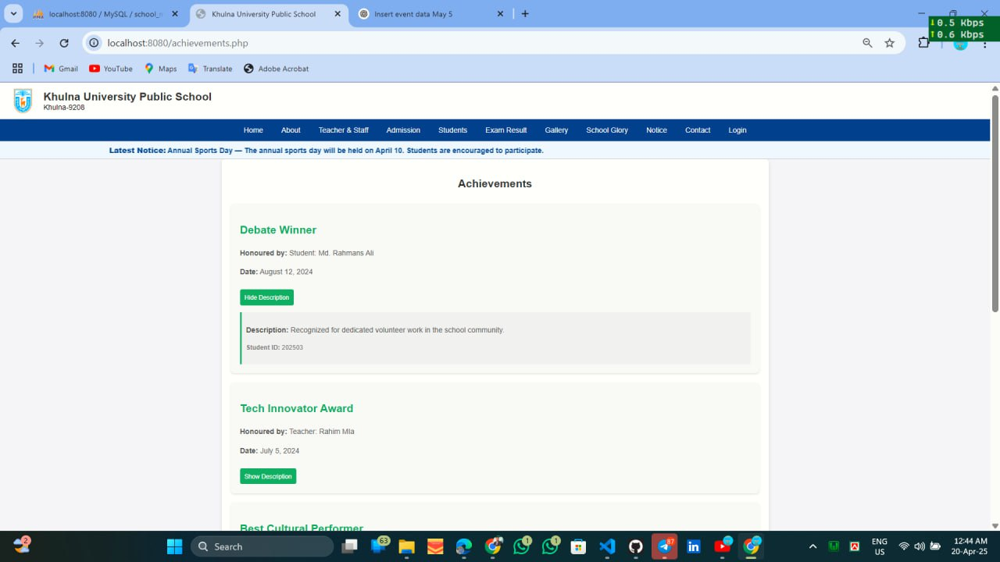 localhost:8080 / MySQL / school_
Khulna University Public School
Insert event data May 5
0.5 Kbps
0.6 Kbps
localhost:8080/achievements.php
Gmail
YouTube
Maps
Translate
Adobe Acrobat
Khulna University Public School
Khulna-9208
Home About Teacher & Staff Admission Students Exam Result Gallery School Glory Notice Contact Login
Latest Notice: Annual Sports Day — The annual sports day will be held on April 10. Students are encouraged to participate.
Achievements
Debate Winner
Honoured by: Student: Md. Rahmans Ali
Date: August 12, 2024
Hide Description
Description: Recognized for dedicated volunteer work in the school community.
Student ID: 202503
Tech Innovator Award
Honoured by: Teacher: Rahim Mia
Date: July 5, 2024
Show Description
Best Cultural Performer
2
Search
63
1
1
87
ENG
US
12:44 AM
20-Apr-25